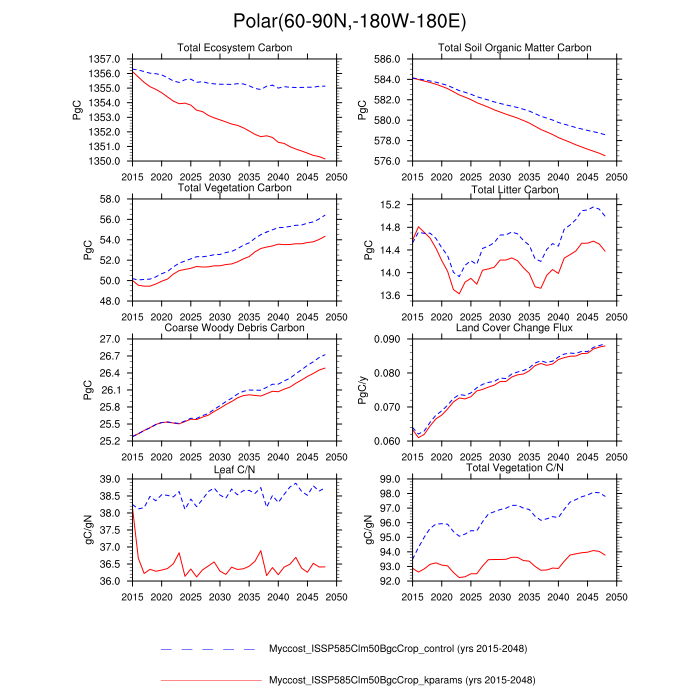 Polar(60-90N,-180W-180E)
Total Ecosystem Carbon
PgC
1357.0
1356.0
1355.0
1354.0
1353.0
1352.0
1351.0
1350.0
2015 2020 2025 2030 2035 2040 2045 2050
Total Soil Organic Matter Carbon
PgC
586.0
584.0
582.0
580.0
578.0
576.0
2015 2020 2025 2030 2035 2040 2045 2050
Total Vegetation Carbon
PgC
58.0
56.0
54.0
52.0
50.0
48.0
2015 2020 2025 2030 2035 2040 2045 2050
Total Litter Carbon
PgC
15.2
14.8
14.4
14.0
13.6
2015 2020 2025 2030 2035 2040 2045 2050
Coarse Woody Debris Carbon
PgC
27.0
26.7
26.4
26.1
25.8
25.5
25.2
2015 2020 2025 2030 2035 2040 2045 2050
Land Cover Change Flux
PgC/y
0.090
0.080
0.070
0.060
2015 2020 2025 2030 2035 2040 2045 2050
Leaf C/N
gC/gN
39.0
38.5
38.0
37.5
37.0
36.5
36.0
2015 2020 2025 2030 2035 2040 2045 2050
Total Vegetation C/N
gC/gN
99.0
98.0
97.0
96.0
95.0
94.0
93.0
92.0
2015 2020 2025 2030 2035 2040 2045 2050
Myccost_ISSP585Clm50BgcCrop_control (yrs 2015-2048)
Myccost_ISSP585Clm50BgcCrop_kparams (yrs 2015-2048)